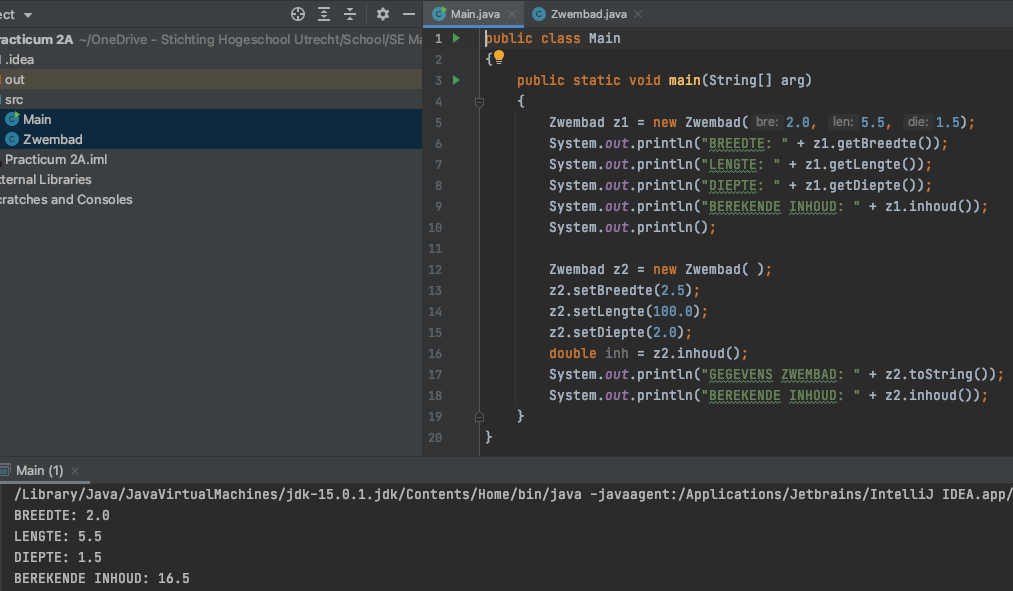 ect
acticum 2A ~/OneDrive - Stichting Hogeschool Utrecht/School/SE Ma
.idea
out
src
Main
Zwembad
Practicum 2A.iml
ternal Libraries
cratches and Consoles
Main.java
Zwembad.java
1 public class Main
2 {
3 public static void main(String[] arg)
4 {
5 Zwembad z1 = new Zwembad( bre: 2.0, len: 5.5, die: 1.5);
6 System.out.println("BREEDTE: " + z1.getBreedte());
7 System.out.println("LENGTE: " + z1.getLengte());
8 System.out.println("DIEPTE: " + z1.getDiepte());
9 System.out.println("BEREKENDE INHOUD: " + z1.inhoud());
10 System.out.println();
11
12 Zwembad z2 = new Zwembad( );
13 z2.setBreedte(2.5);
14 z2.setLengte(100.0);
15 z2.setDiepte(2.0);
16 double inh = z2.inhoud();
17 System.out.println("GEGEVENS ZWEMBAD: " + z2.toString());
18 System.out.println("BEREKENDE INHOUD: " + z2.inhoud());
19 }
20 }
Main (1)
/Library/Java/JavaVirtualMachines/jdk-15.0.1.jdk/Contents/Home/bin/java -javaagent:/Applications/Jetbrains/IntelliJ IDEA.app/
BREEDTE: 2.0
LENGTE: 5.5
DIEPTE: 1.5
BEREKENDE INHOUD: 16.5